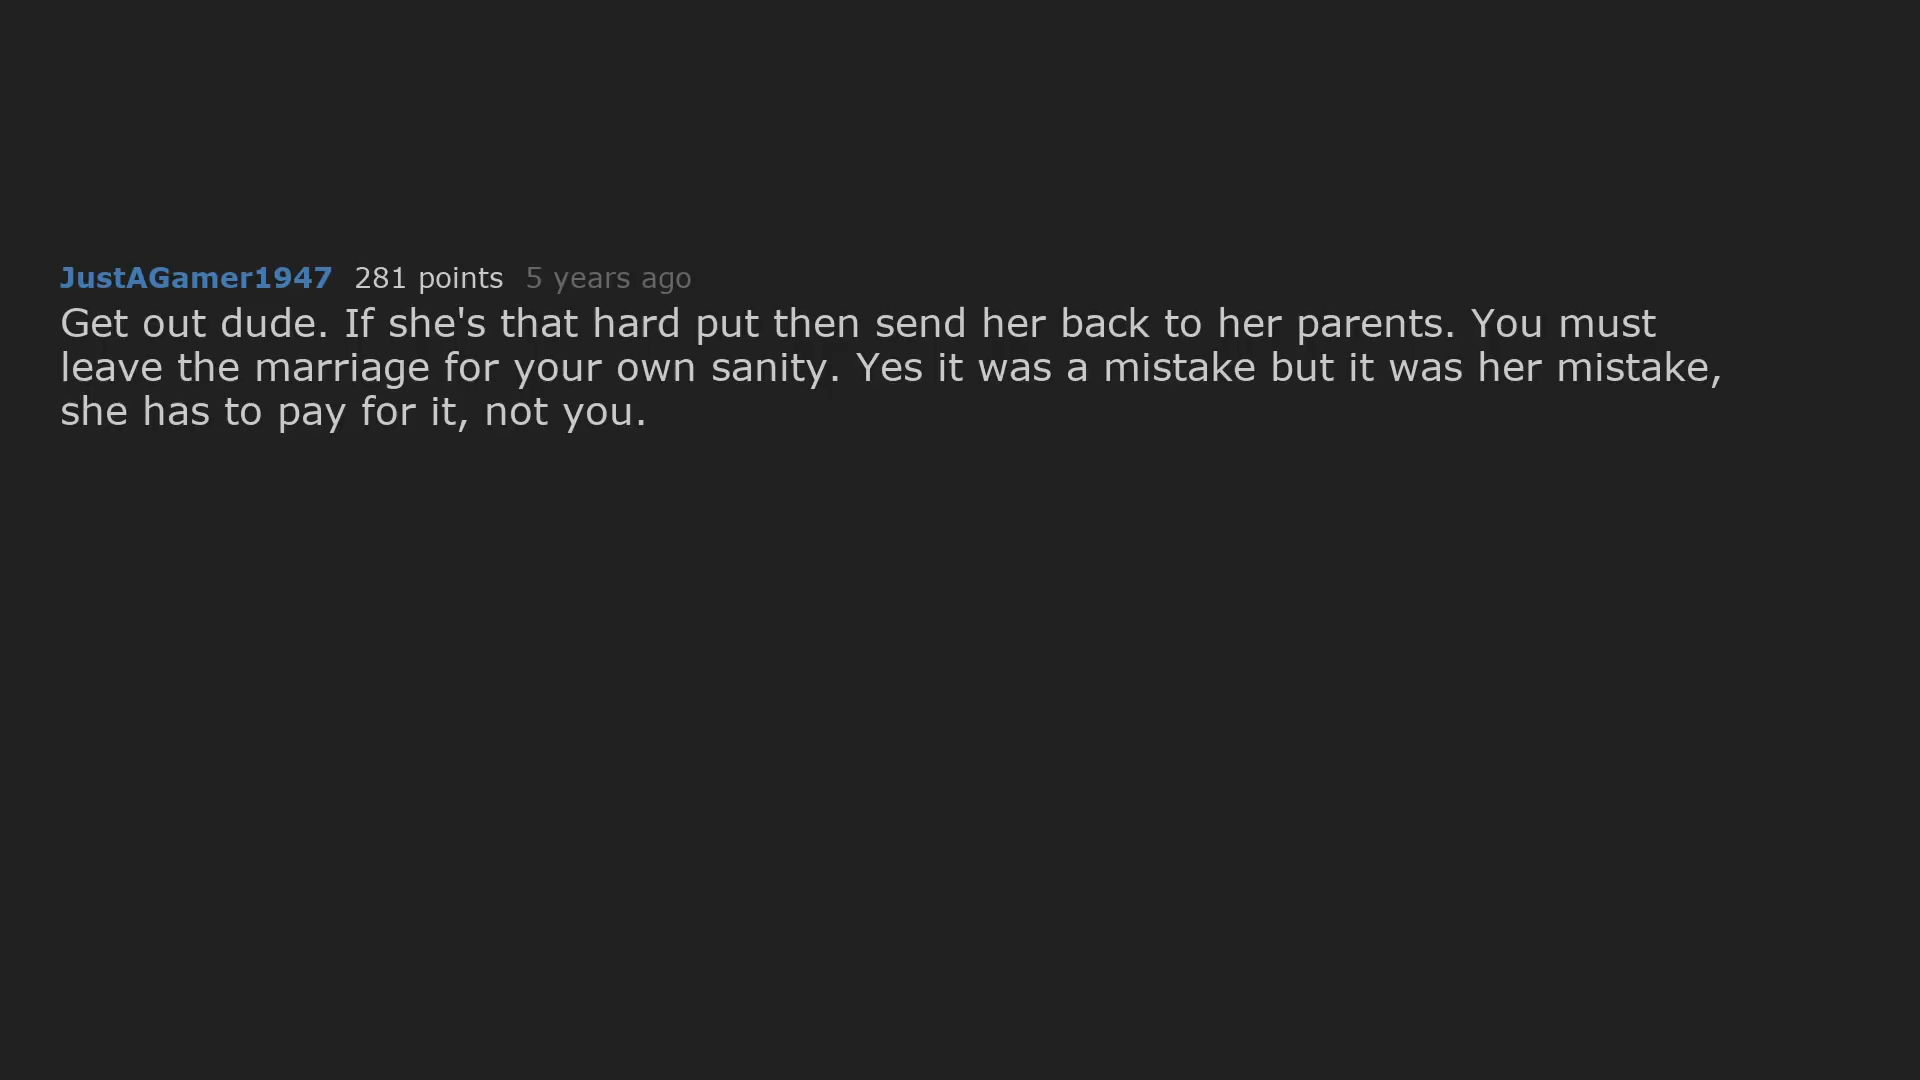 JustAGamer1947 281 points 5 years ago
Get out dude. If she's that hard put then send her back to her parents. You must
leave the marriage for your own sanity. Yes it was a mistake but it was her mistake,
she has to pay for it, not you.